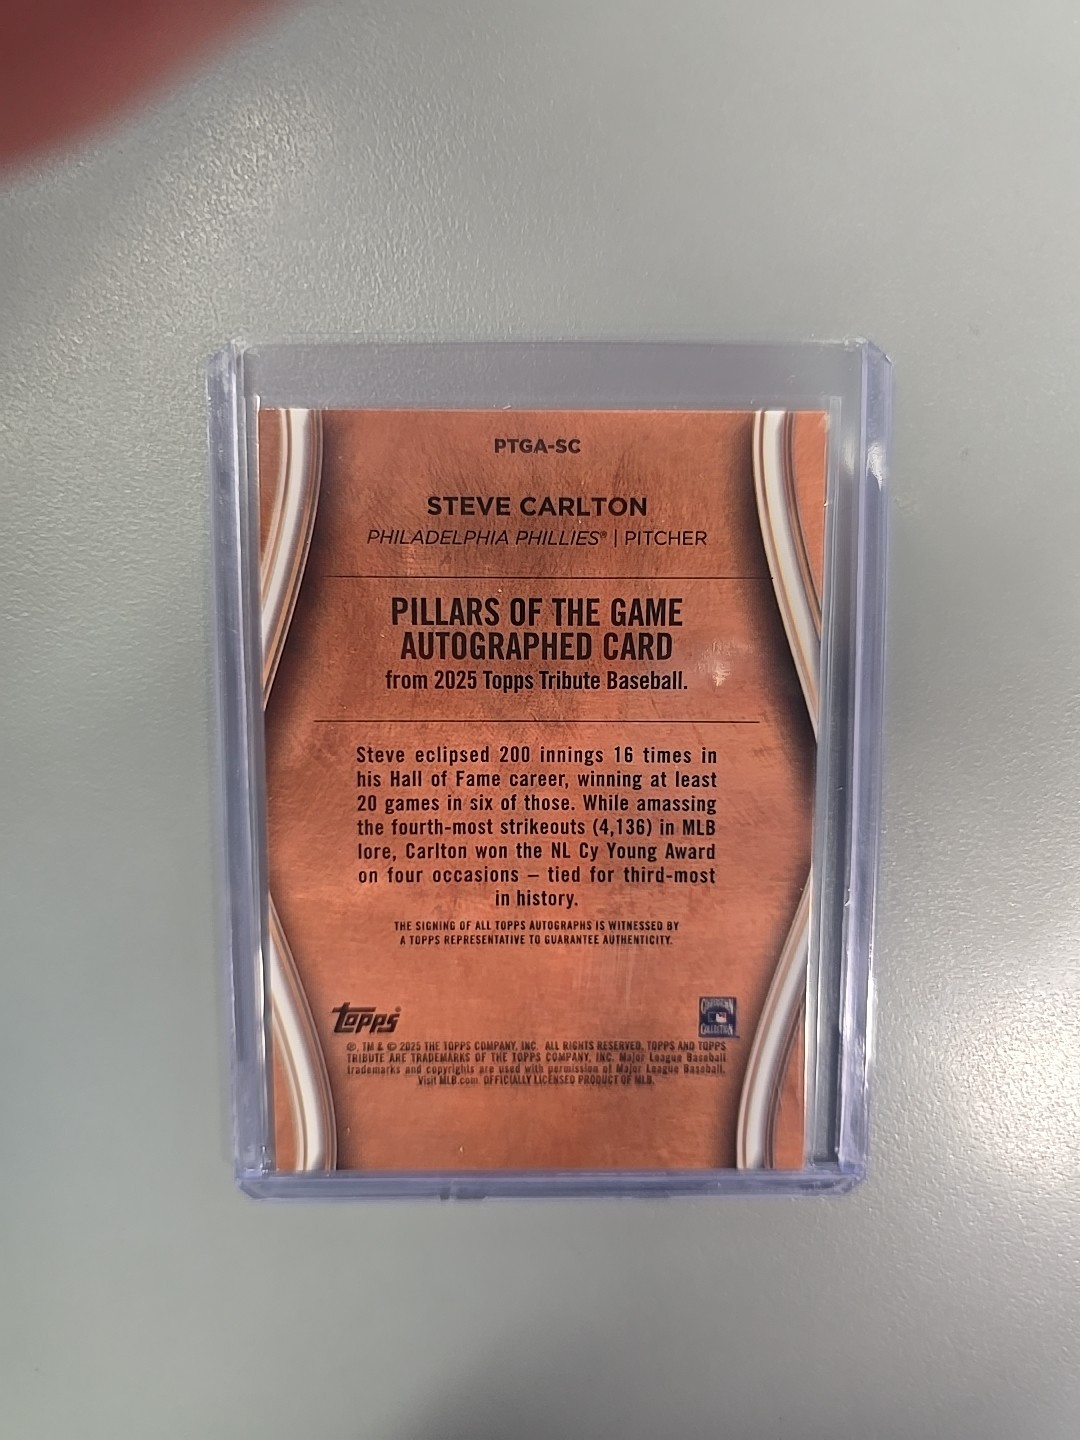 PTGA-SC
STEVE CARLTON
PHILADELPHIA PHILLIES® | PITCHER
PILLARS OF THE GAME
AUTOGRAPHED CARD
from 2025 Topps Tribute Baseball.
Steve eclipsed 200 innings 16 times in
his Hall of Fame career, winning at least
20 games in six of those. While amassing
the fourth-most strikeouts (4,136) in MLB
lore, Carlton won the NL Cy Young Award
on four occasions – tied for third-most
in history.
THE SIGNING OF ALL TOPPS AUTOGRAPHS IS WITNESSED BY
A TOPPS REPRESENTATIVE TO GUARANTEE AUTHENTICITY.
Topps®
COOPERSTOWN
COLLECTION
®, TM & © 2025 THE TOPPS COMPANY, INC. ALL RIGHTS RESERVED. TOPPS AND TOPPS
TRIBUTE ARE TRADEMARKS OF THE TOPPS COMPANY, INC. Major League Baseball
trademarks and copyrights are used with permission of Major League Baseball.
Visit MLB.com. OFFICIALLY LICENSED PRODUCT OF MLB.